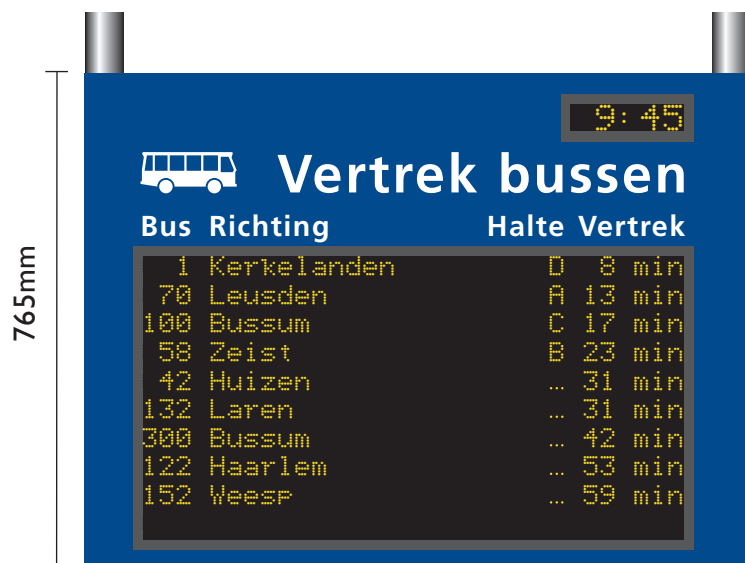 9:45
Vertrek bussen
Bus Richting Halte Vertrek
1 Kerkelanden D 8 min
70 Leusden A 13 min
100 Bussum C 17 min
58 Zeist B 23 min
42 Huizen ... 31 min
132 Laren ... 31 min
300 Bussum ... 42 min
122 Haarlem ... 53 min
152 Weesp ... 59 min
765mm